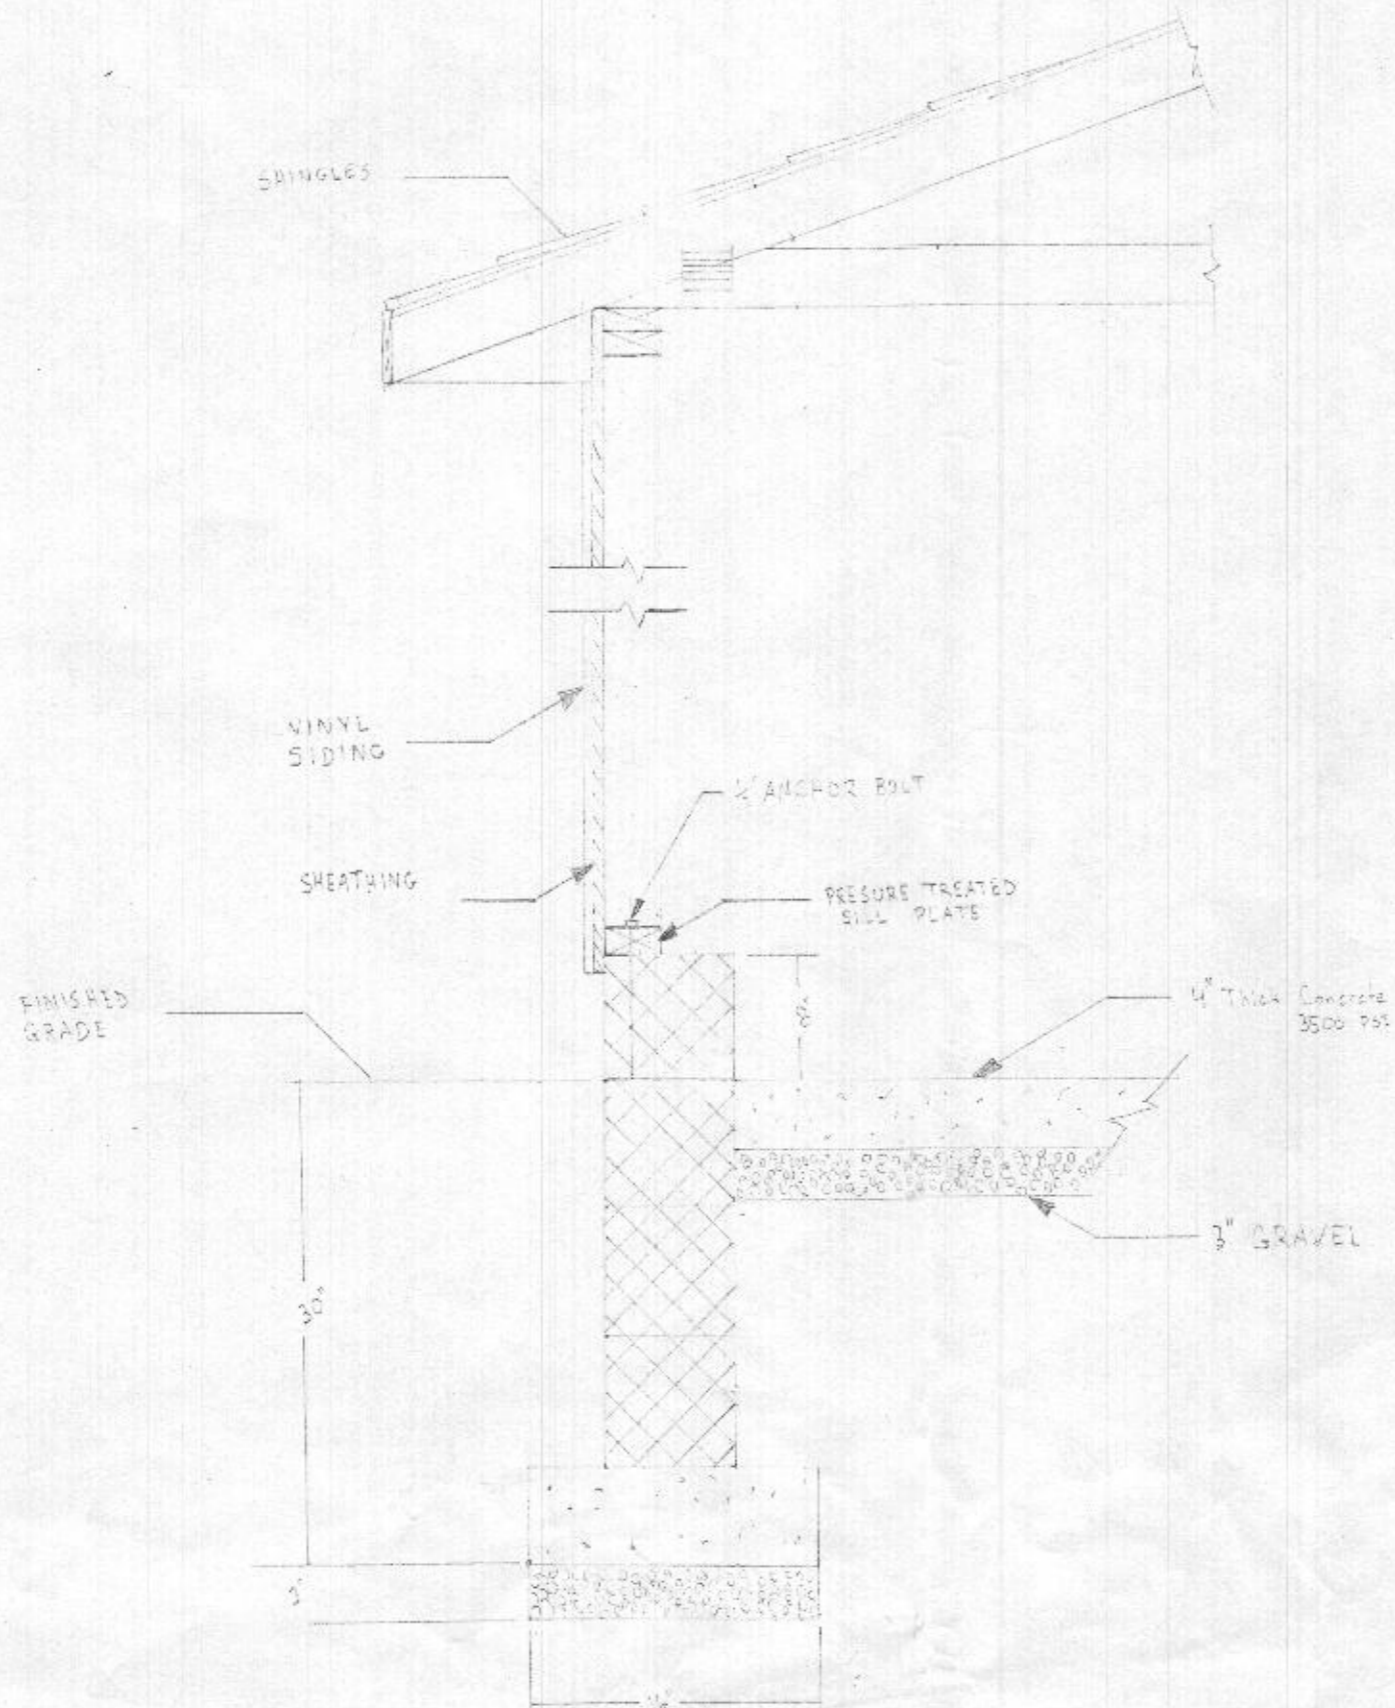 SHINGLES
VINYL
SIDING
½" ANCHOR BOLT
SHEATHING
PRESURE TREATED
SILL PLATE
FINISHED
GRADE
8"
4" Thick Concrete
3500 PSI
3" GRAVEL
30"
3"